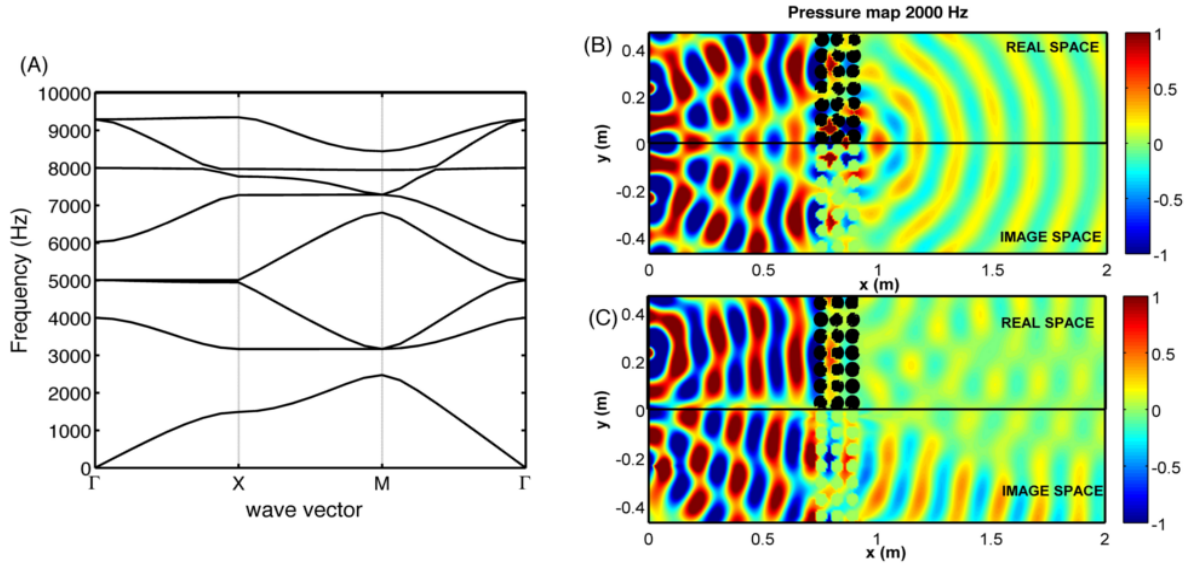 (A)
10000
9000
8000
7000
6000
5000
4000
3000
2000
1000
0
Frequency (Hz)
Γ X M Γ
wave vector
Pressure map 2000 Hz
(B)
REAL SPACE
IMAGE SPACE
0.4
0.2
0
-0.2
-0.4
y (m)
0 0.5 1 1.5 2
x (m)
1
0.5
0
-0.5
-1
(C)
REAL SPACE
IMAGE SPACE
0.4
0.2
0
-0.2
-0.4
y (m)
0 0.5 1 1.5 2
x (m)
1
0.5
0
-0.5
-1